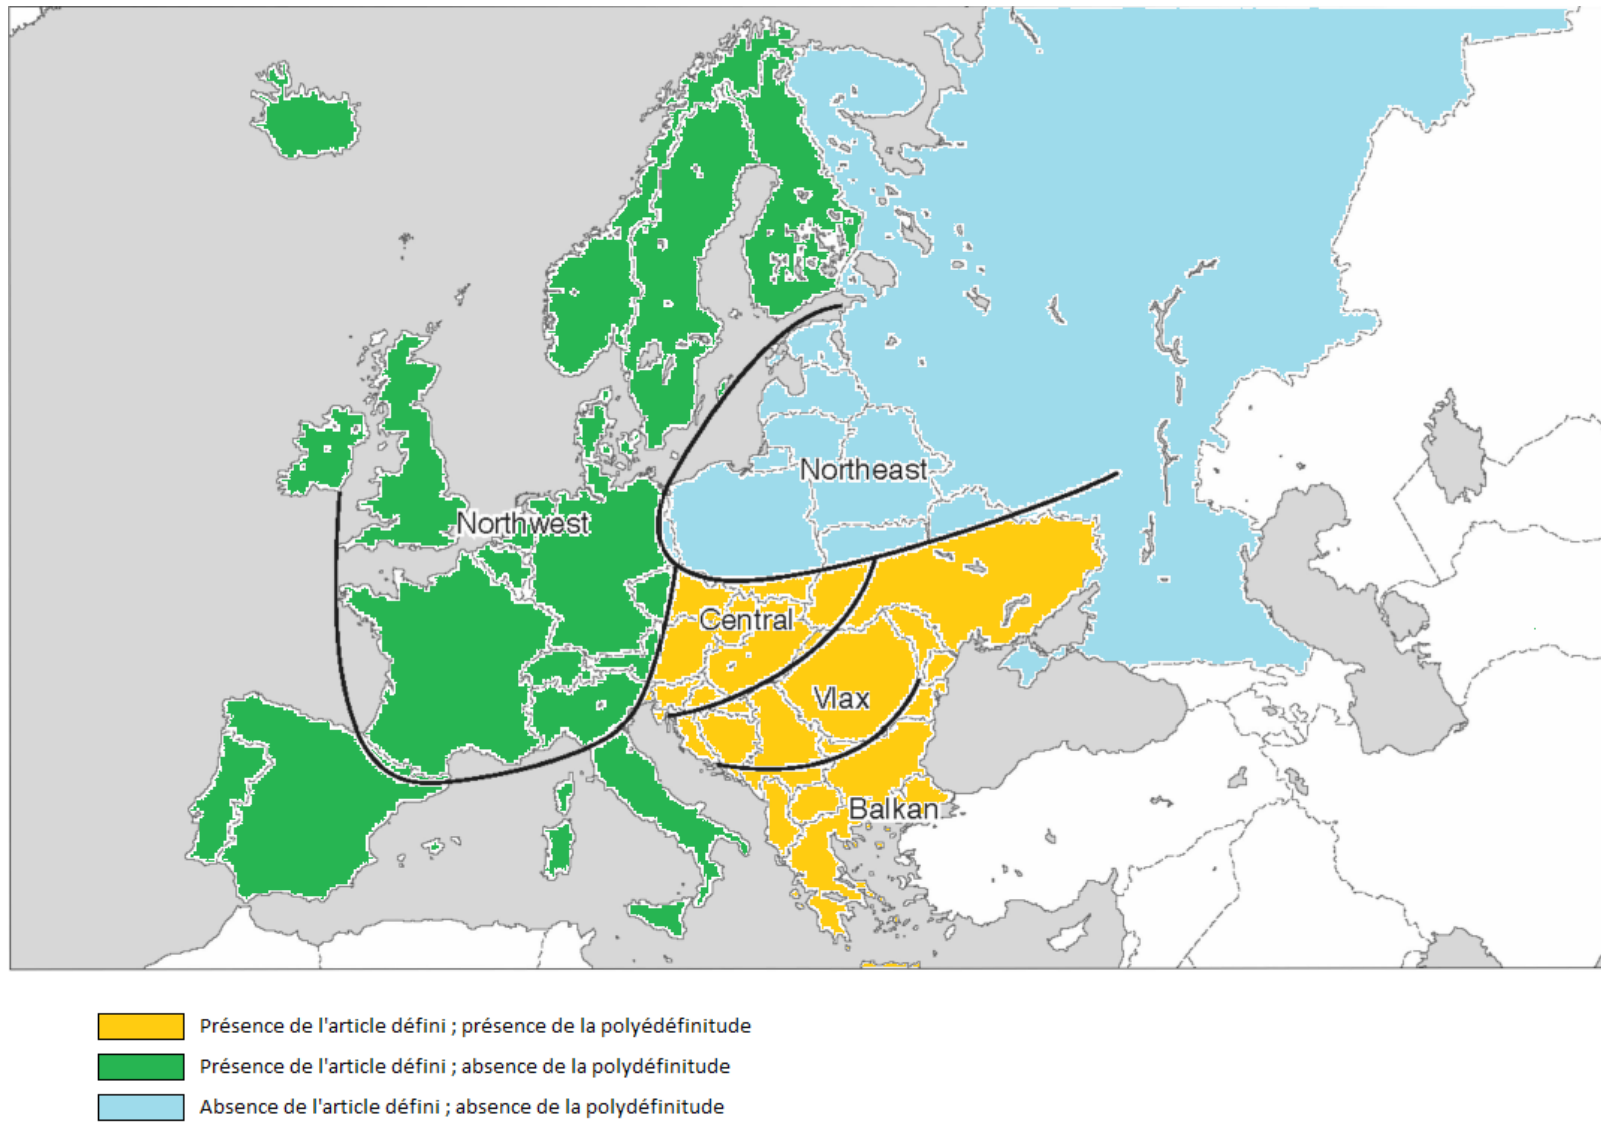 Northeast
Northwest
Central
Vlax
Balkan
Présence de l'article défini ; présence de la polyédéfinitude
Présence de l'article défini ; absence de la polydéfinitude
Absence de l'article défini ; absence de la polydéfinitude